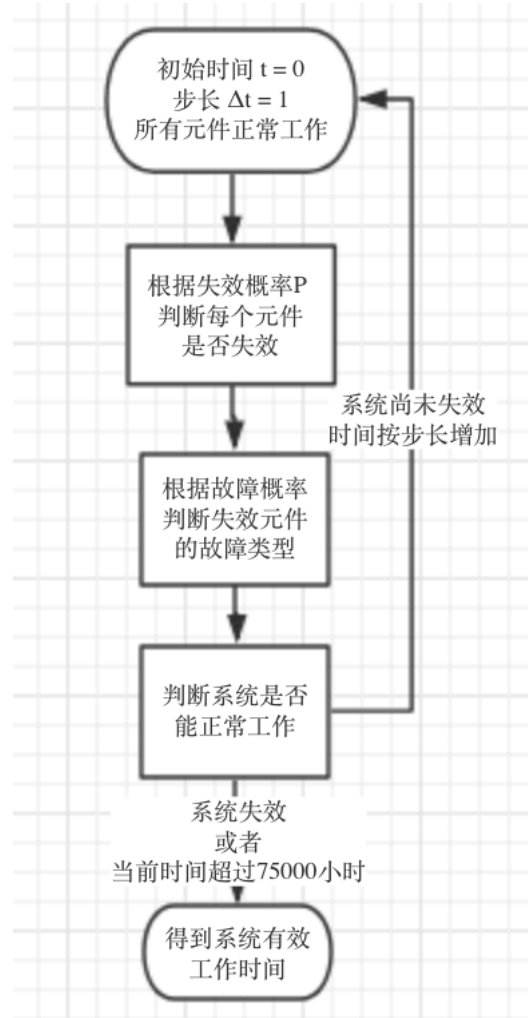 初始时间 t = 0
步长 Δt = 1
所有元件正常工作
根据失效概率P
判断每个元件
是否失效
系统尚未失效
时间按步长增加
根据故障概率
判断失效元件
的故障类型
判断系统是否
能正常工作
系统失效
或者
当前时间超过75000小时
得到系统有效
工作时间